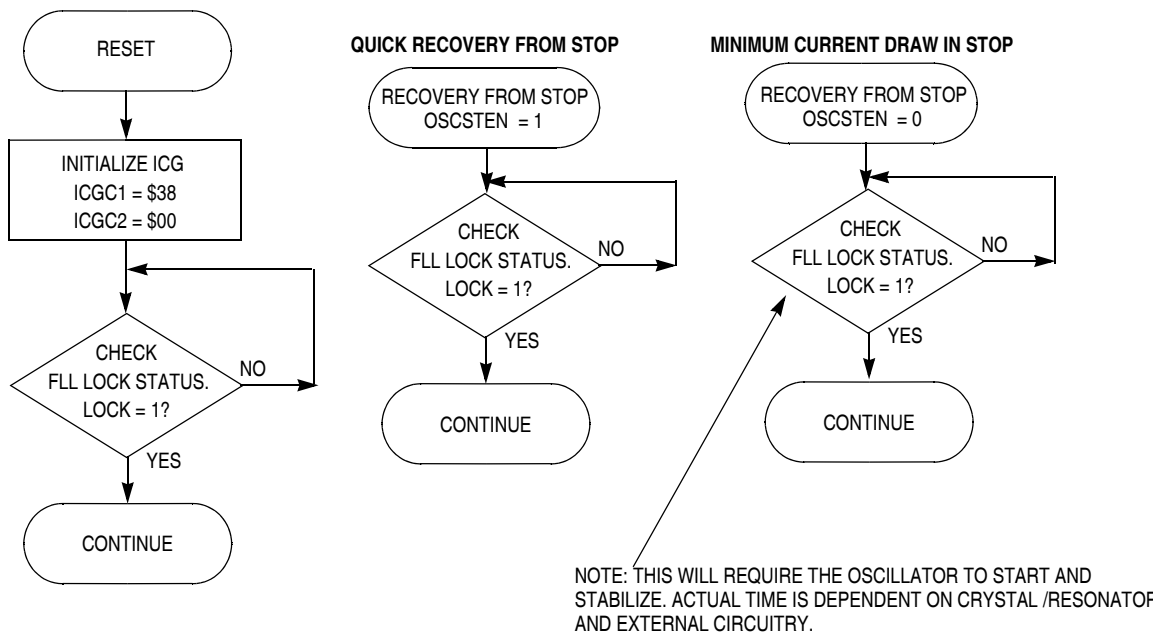 RESET
INITIALIZE ICG
ICGC1 = $38
ICGC2 = $00
CHECK
FLL LOCK STATUS.
LOCK = 1?
NO
YES
CONTINUE
QUICK RECOVERY FROM STOP
RECOVERY FROM STOP
OSCSTEN = 1
CHECK
FLL LOCK STATUS.
LOCK = 1?
NO
YES
CONTINUE
MINIMUM CURRENT DRAW IN STOP
RECOVERY FROM STOP
OSCSTEN = 0
CHECK
FLL LOCK STATUS.
LOCK = 1?
NO
YES
CONTINUE
NOTE: THIS WILL REQUIRE THE OSCILLATOR TO START AND
STABILIZE. ACTUAL TIME IS DEPENDENT ON CRYSTAL /RESONATOR
AND EXTERNAL CIRCUITRY.